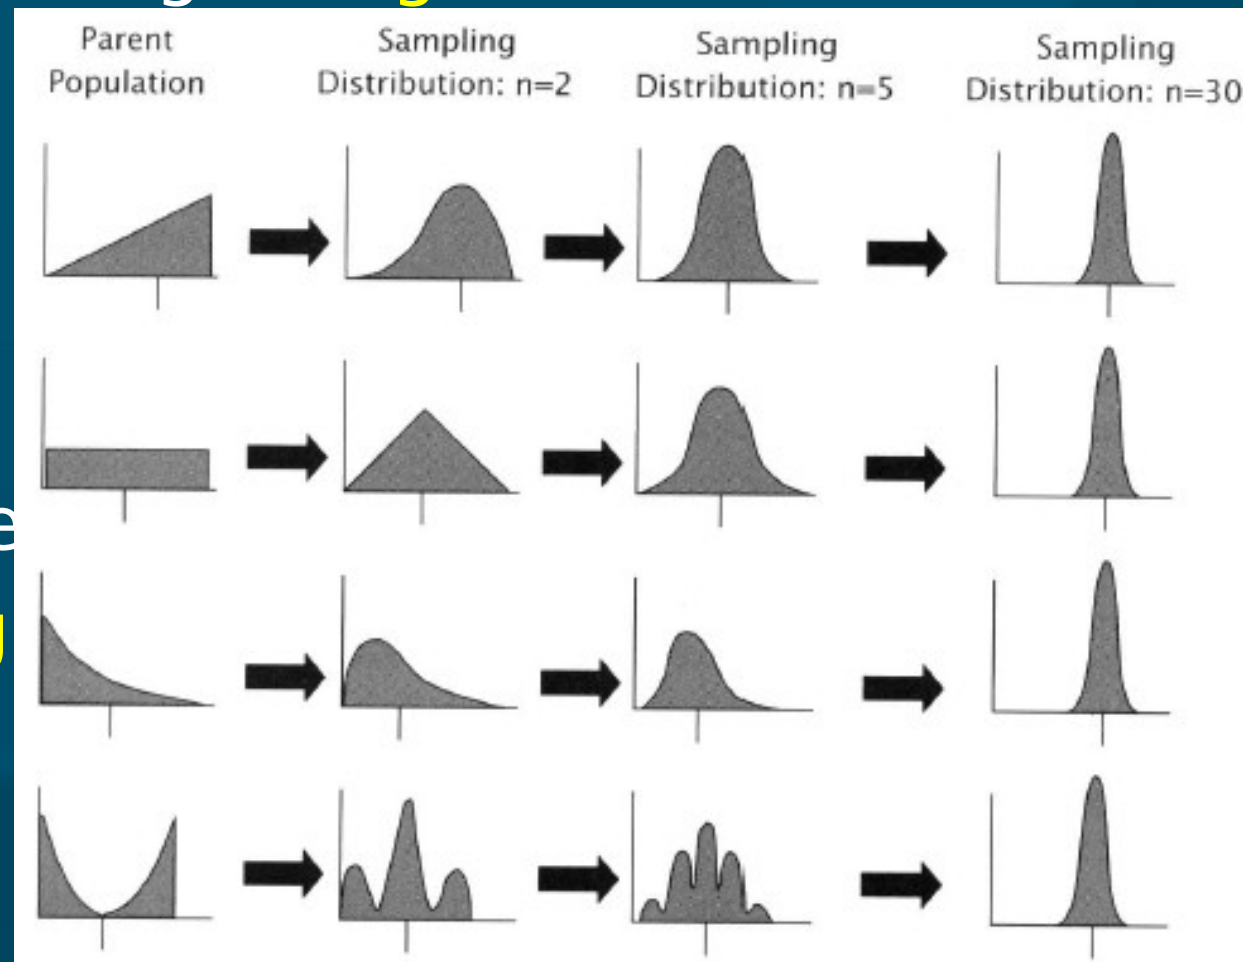 Parent
Population
Sampling
Distribution: n=2
Sampling
Distribution: n=5
Sampling
Distribution: n=30
e
g